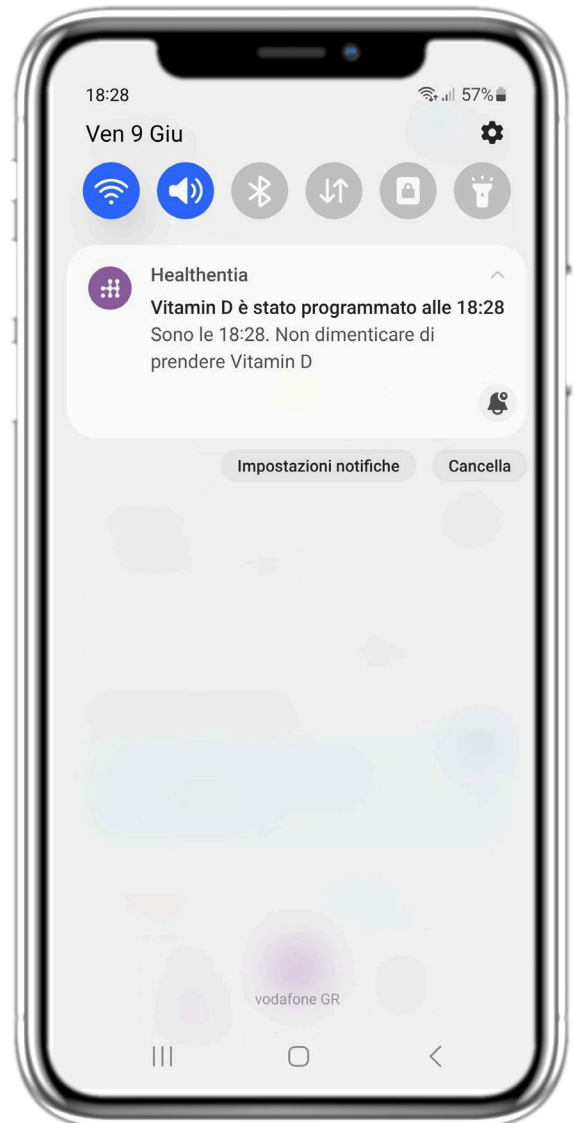 18:28 57%
Ven 9 Giu
Healthentia
Vitamin D è stato programmato alle 18:28
Sono le 18:28. Non dimenticare di
prendere Vitamin D
Impostazioni notifiche Cancella
vodafone GR